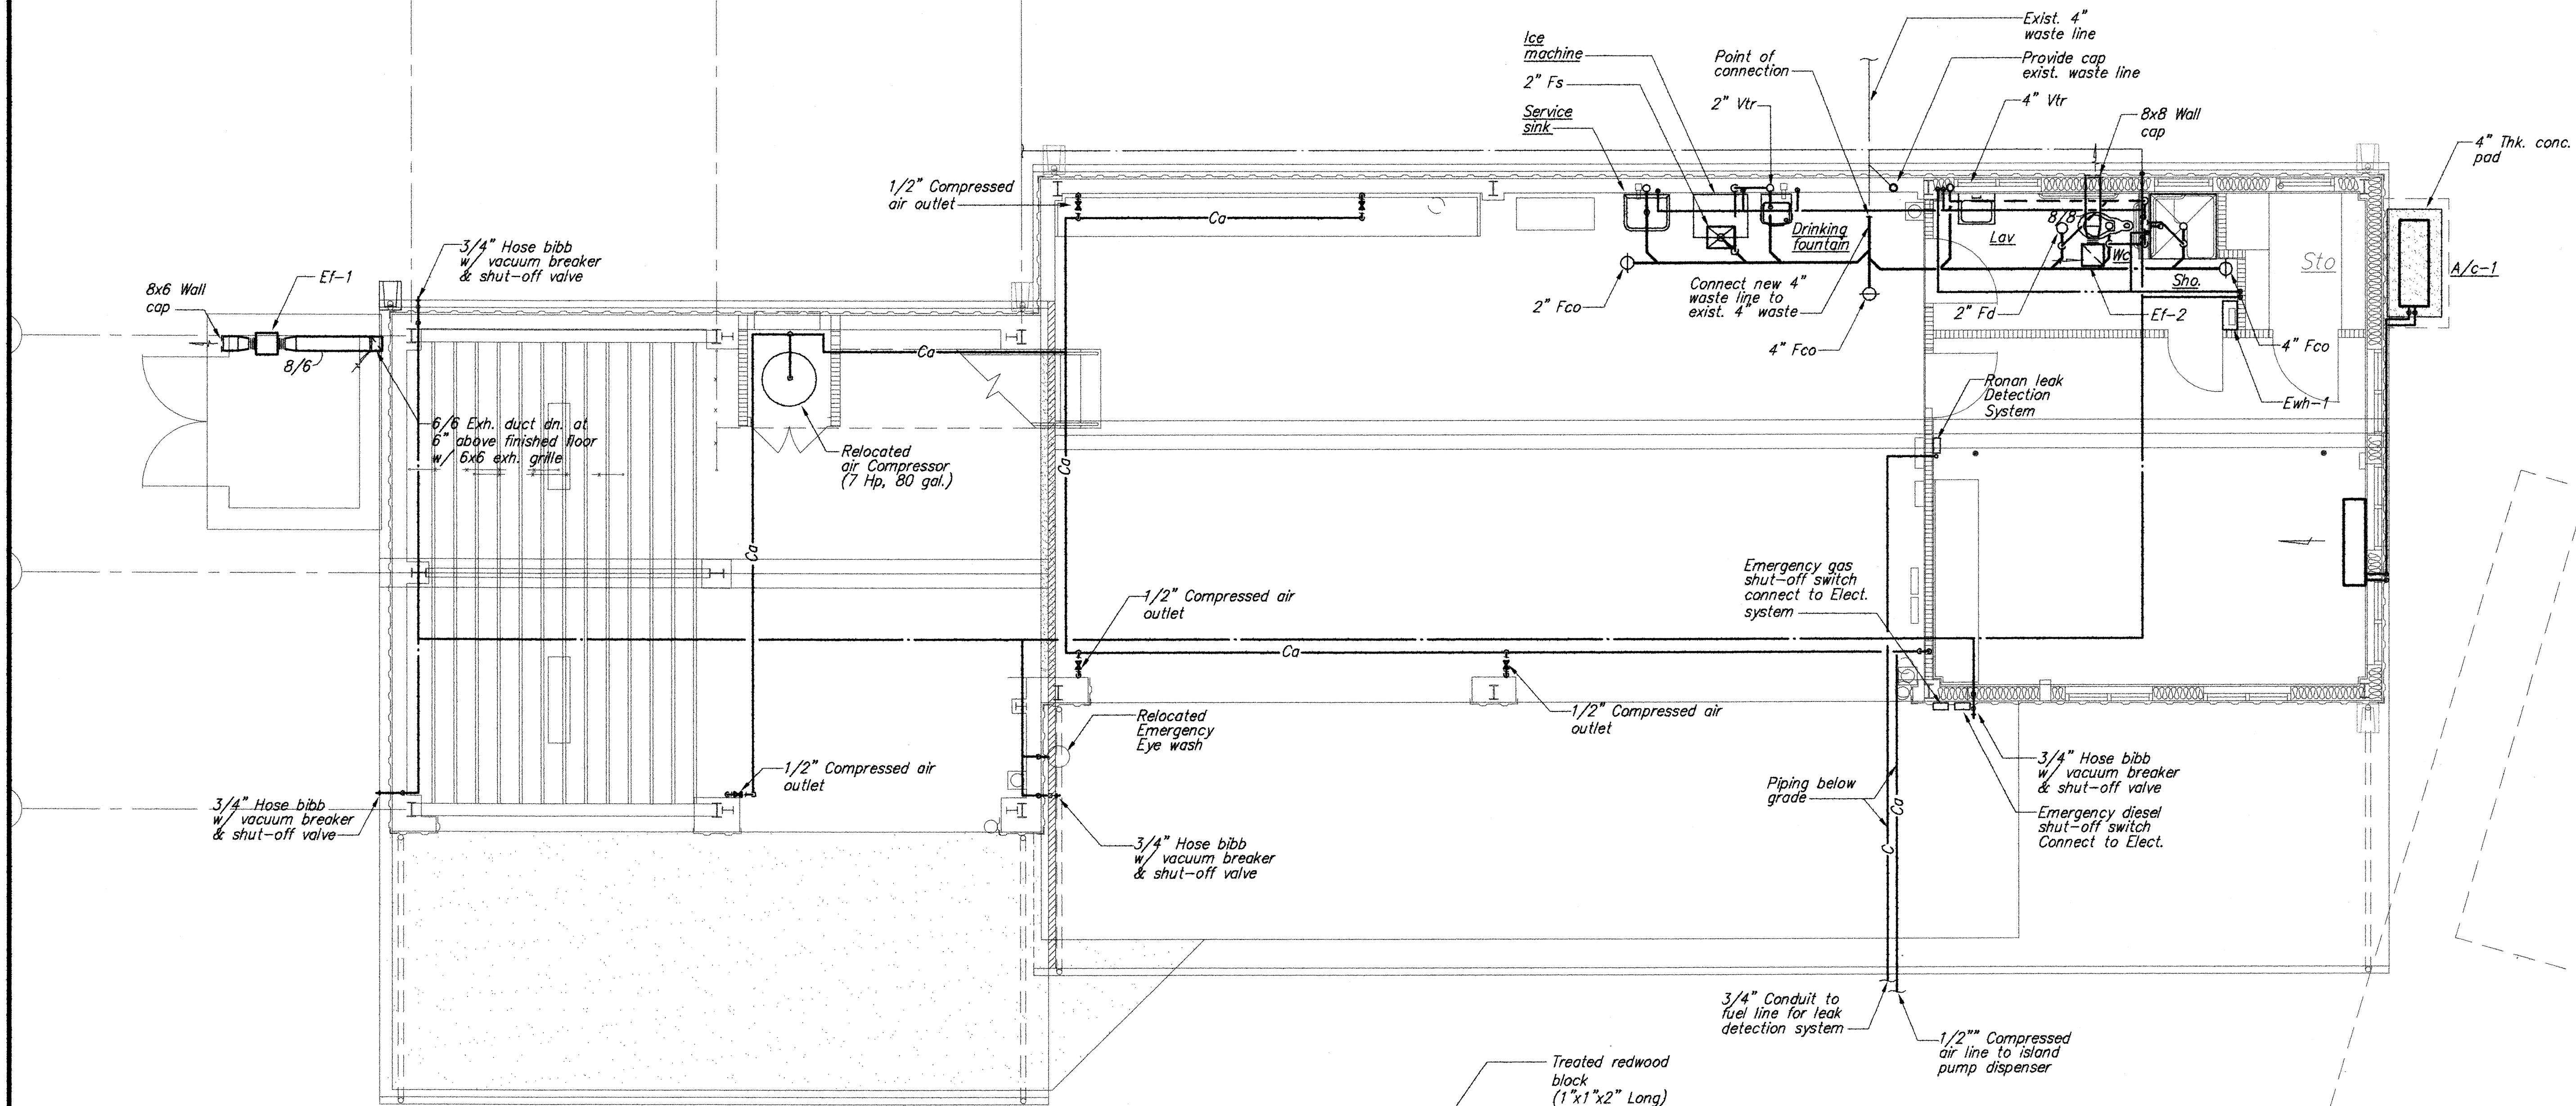 Exist. 4"
waste line
Provide cap
exist. waste line
4" Vtr
8x8 Wall
cap
4" Thk. conc.
pad
Ice
machine
2" Fs
Service
sink
Point of
connection
2" Vtr
1/2" Compressed
air outlet
Ca
3/4" Hose bibb
w/ vacuum breaker
& shut-off valve
Ef-1
8x6 Wall
cap
8/6
6/6 Exh. duct dn. at
6" above finished floor
w/ 6x6 exh. grille
Ca
Relocated
air Compressor
(7 Hp, 80 gal.)
Ca
Ca
Drinking
fountain
2" Fco
Connect new 4"
waste line to
exist. 4" waste
4" Fco
Lav
8/8
Wc
Sho.
Sto
A/c-1
2" Fd
Ef-2
4" Fco
Ewh-1
Ronan leak
Detection
System
Emergency gas
shut-off switch
connect to Elect.
system
1/2" Compressed air
outlet
Ca
1/2" Compressed air
outlet
Relocated
Emergency
Eye wash
1/2" Compressed air
outlet
3/4" Hose bibb
w/ vacuum breaker
& shut-off valve
3/4" Hose bibb
w/ vacuum breaker
& shut-off valve
Piping below
grade
Ca
C
3/4" Hose bibb
w/ vacuum breaker
& shut-off valve
Emergency diesel
shut-off switch
Connect to Elect.
3/4" Conduit to
fuel line for leak
detection system
1/2"" Compressed
air line to island
pump dispenser
Treated redwood
block
(1"x1"x2" Long)